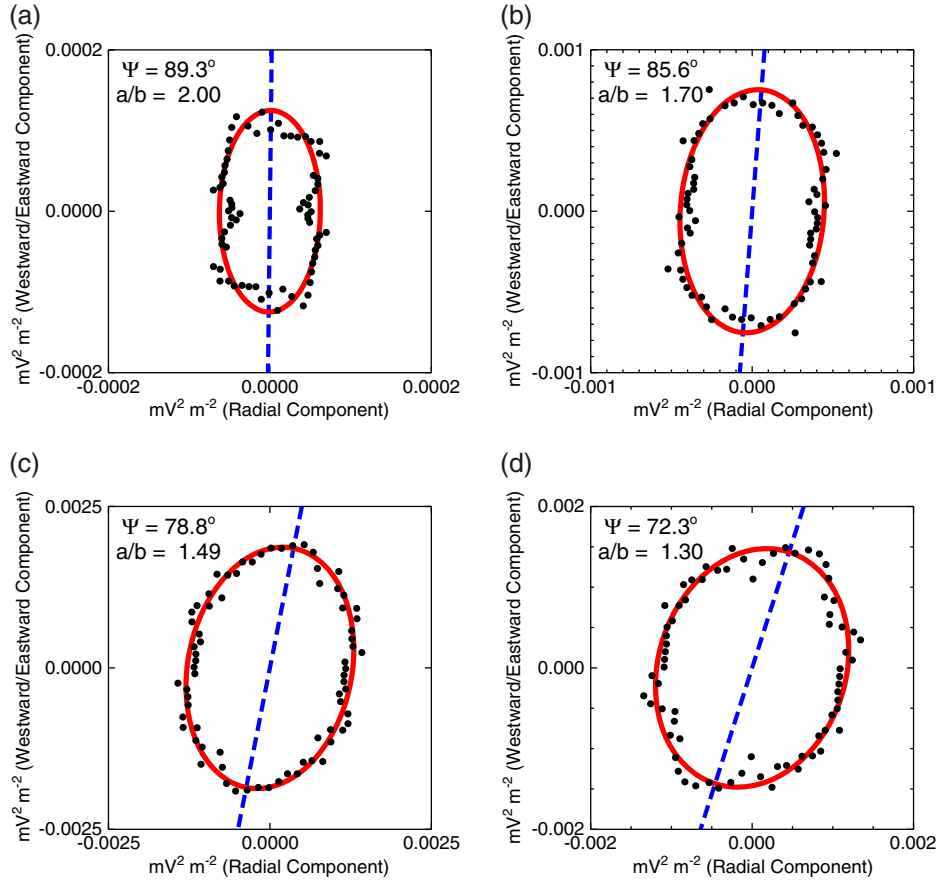 (a)
(b)
mV² m⁻² (Westward/Eastward Component)
0.0002
0.0000
-0.0002
Ψ = 89.3°
a/b = 2.00
-0.0002 0.0000 0.0002
mV² m⁻² (Radial Component)
mV² m⁻² (Westward/Eastward Component)
0.001
0.000
-0.001
Ψ = 85.6°
a/b = 1.70
-0.001 0.000 0.001
mV² m⁻² (Radial Component)
(c)
(d)
mV² m⁻² (Westward/Eastward Component)
0.0025
0.0000
-0.0025
Ψ = 78.8°
a/b = 1.49
-0.0025 0.0000 0.0025
mV² m⁻² (Radial Component)
mV² m⁻² (Westward/Eastward Component)
0.002
0.000
-0.002
Ψ = 72.3°
a/b = 1.30
-0.002 0.000 0.002
mV² m⁻² (Radial Component)